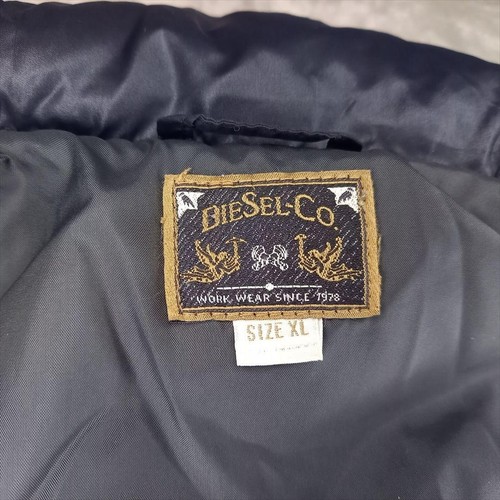 DIESEL-CO.
WORK WEAR SINCE 1978
SIZE XL